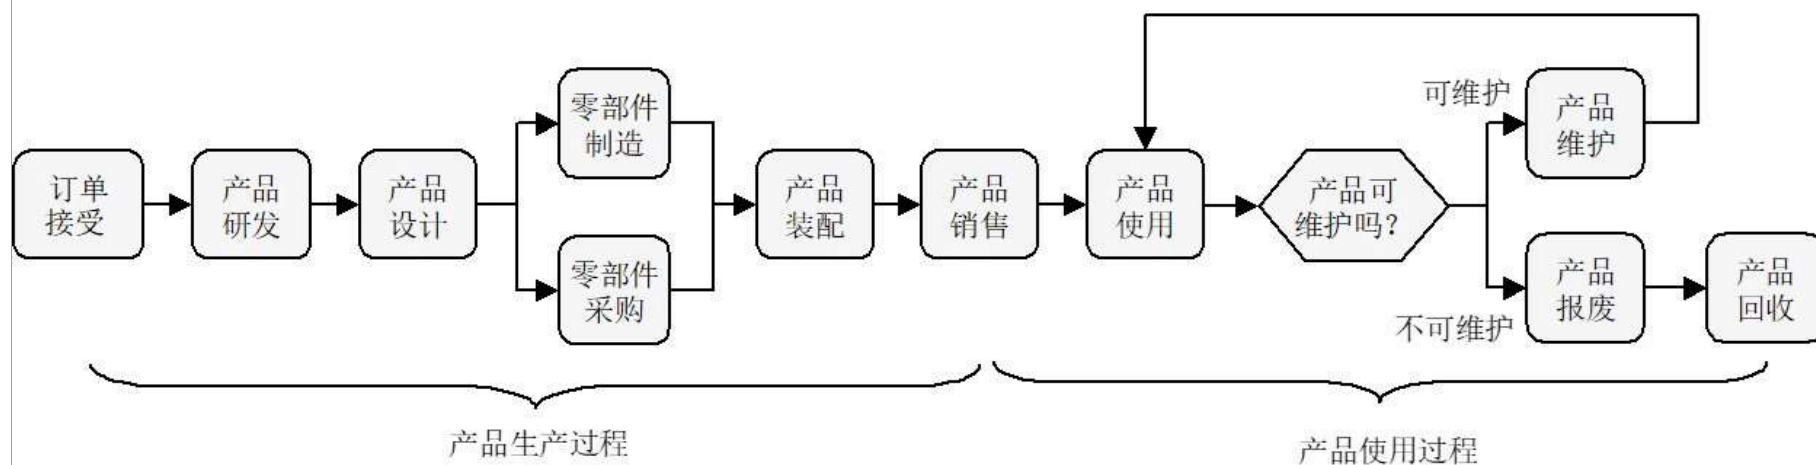 订单
接受
产品
研发
产品
设计
零部件
制造
零部件
采购
产品
装配
产品
销售
产品
使用
产品可
维护吗？
可维护
产品
维护
不可维护
产品
报废
产品
回收
产品生产过程
产品使用过程